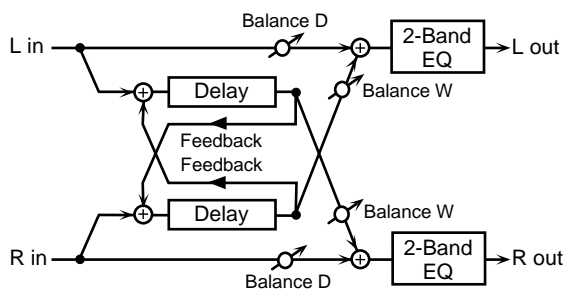 Balance D
L in
2-Band
EQ
L out
Delay
Balance W
Feedback
Feedback
Delay
Balance W
R in
2-Band
EQ
R out
Balance D